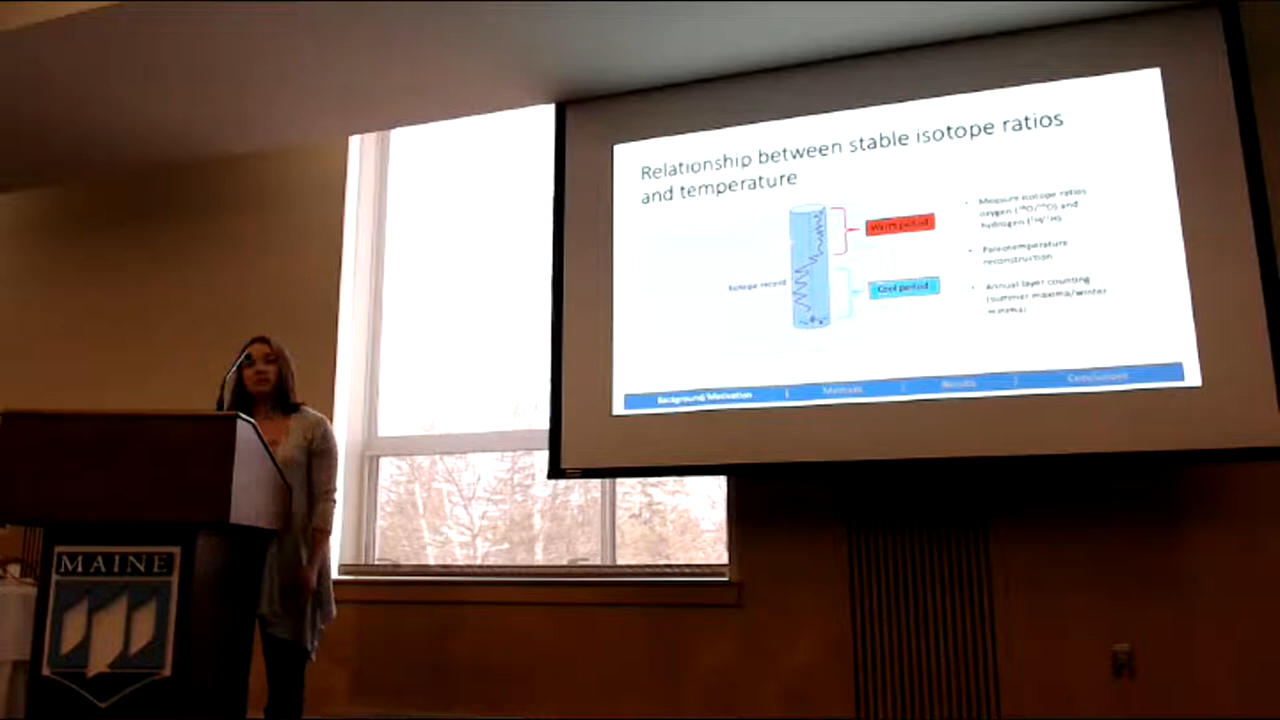 Relationship between stable isotope ratios
and temperature
Warm period
Isotope record
Cool period
• Measure isotope ratios
oxygen (¹⁸O/¹⁶O) and
hydrogen (²H/¹H).
• Paleotemperature
reconstruction
• Annual layer counting
(summer maxima/winter
minima)
Background/Motivation | Methods | Results | Conclusions
MAINE